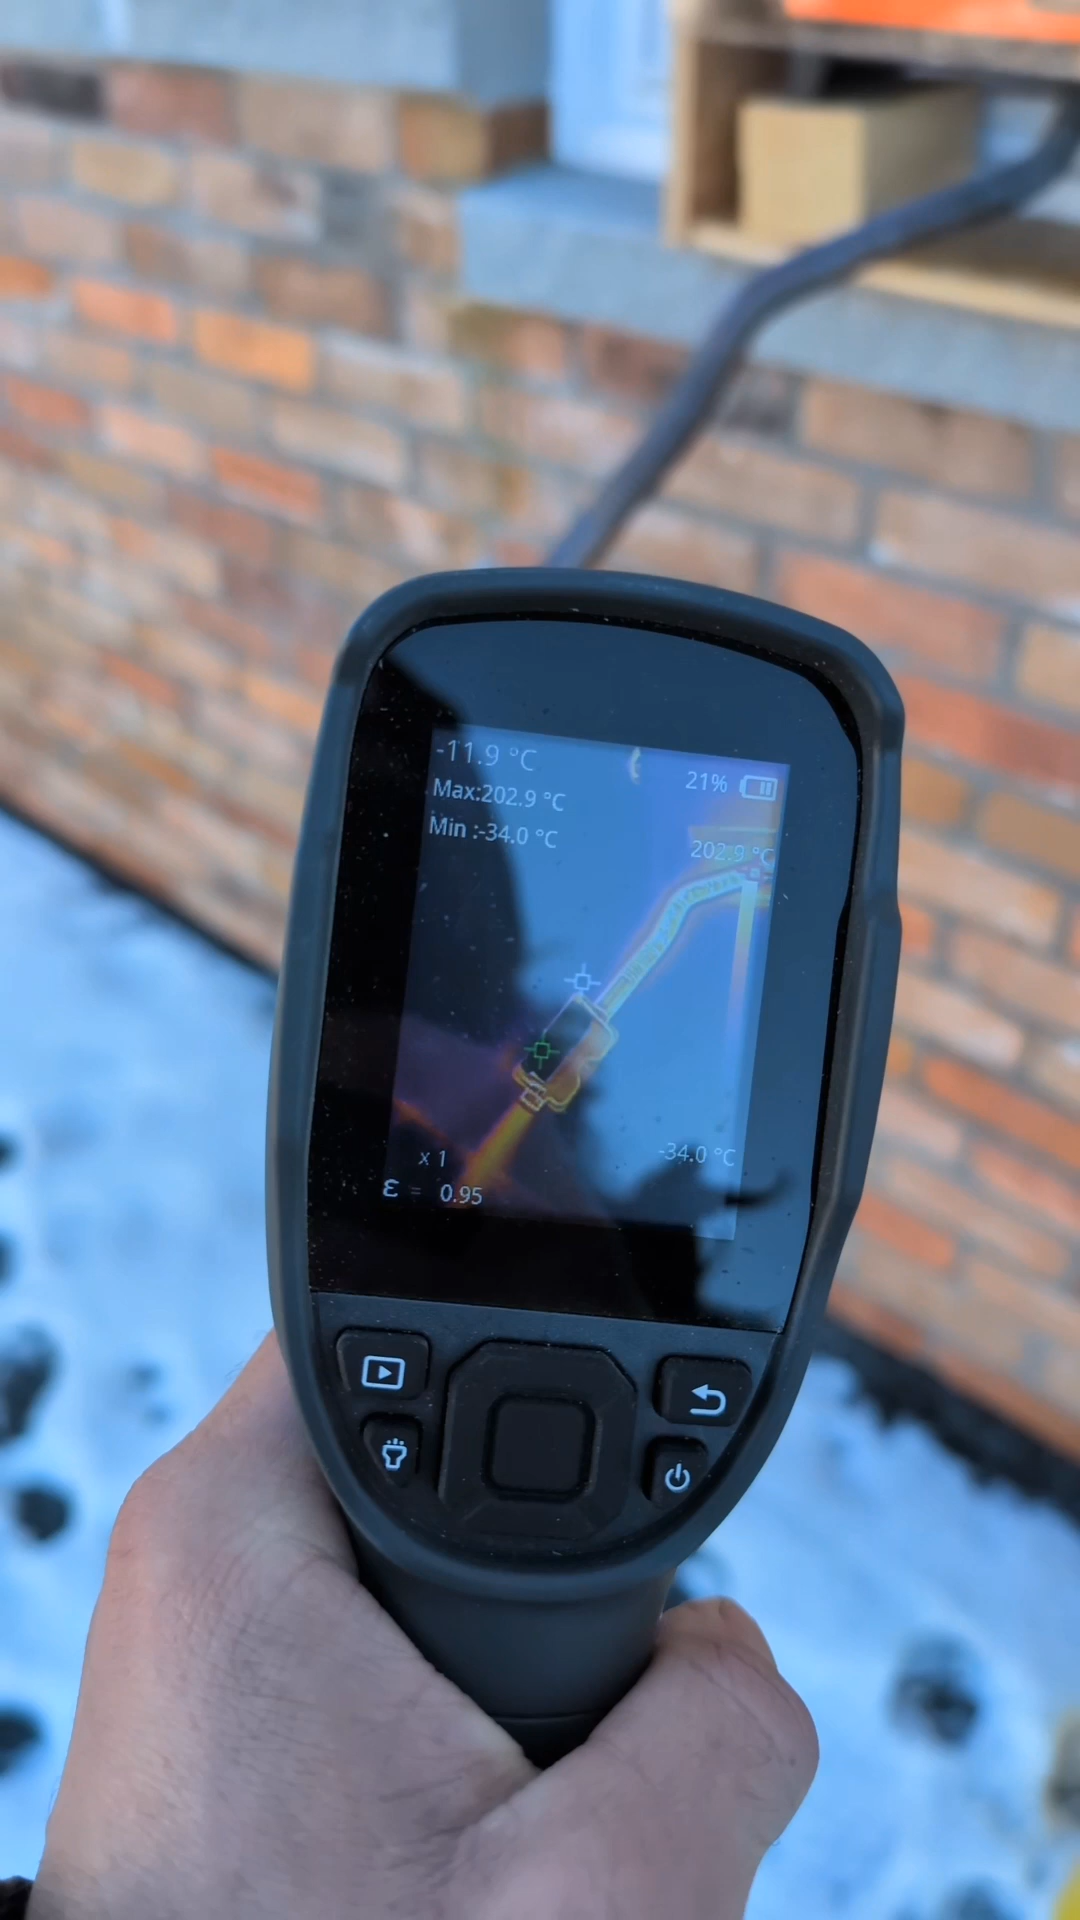 -11.9 °C
21%
Max:202.9 °C
Min :-34.0 °C
202.9 °C
-34.0 °C
x 1
ε = 0.95